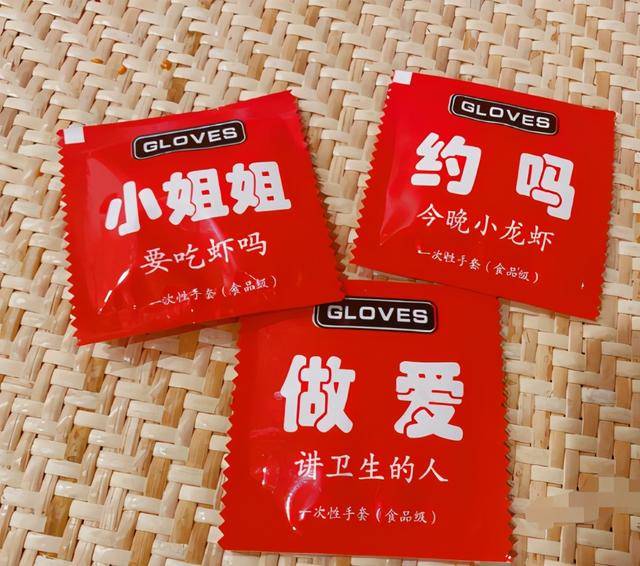 GLOVES
小姐姐
要吃虾吗
一次性手套(食品级)
GLOVES
约吗
今晚小龙虾
一次性手套(食品级)
GLOVES
做爱
讲卫生的人
一次性手套(食品级)